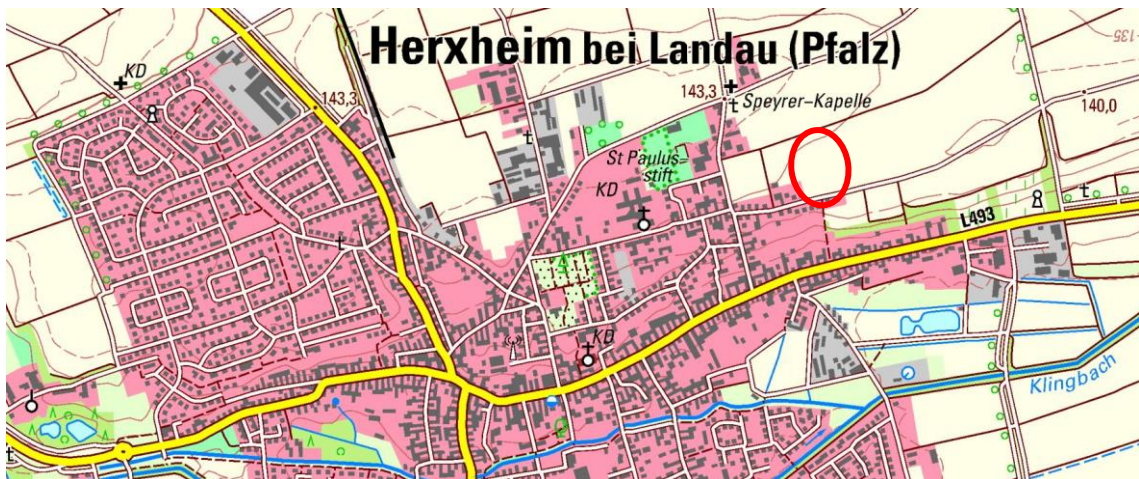 Herxheim bei Landau (Pfalz)
-135-
KD
143,3
143,3
Speyrer-Kapelle
140,0
St Paulus-
stift
KD
L493
KD
Klingbach